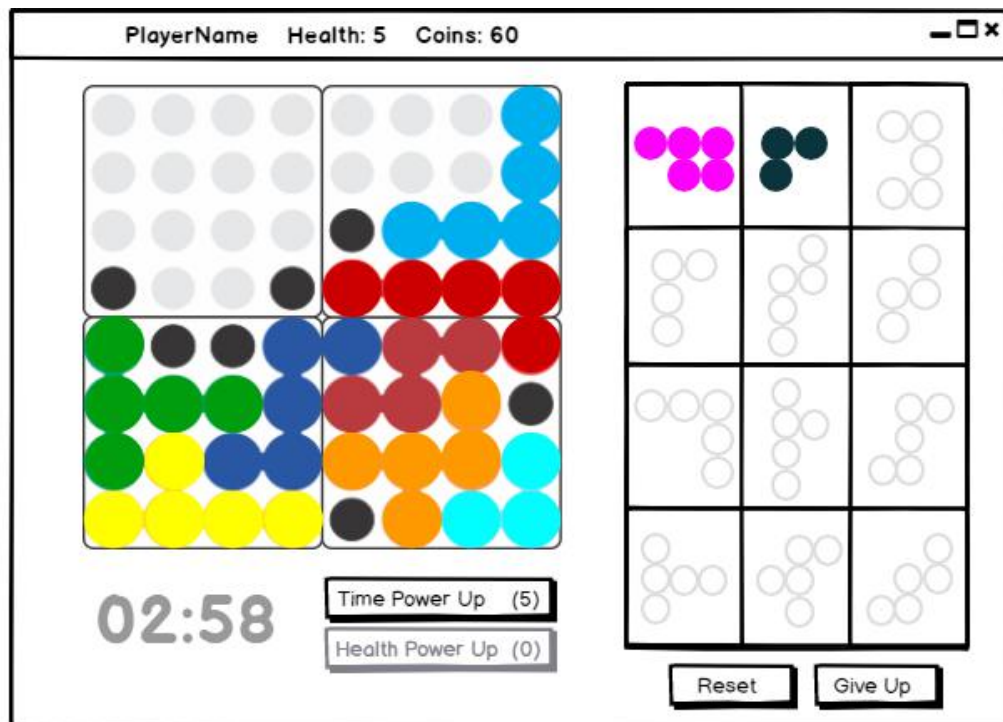 PlayerName Health: 5 Coins: 60
02:58
Time Power Up (5)
Health Power Up (0)
Reset
Give Up